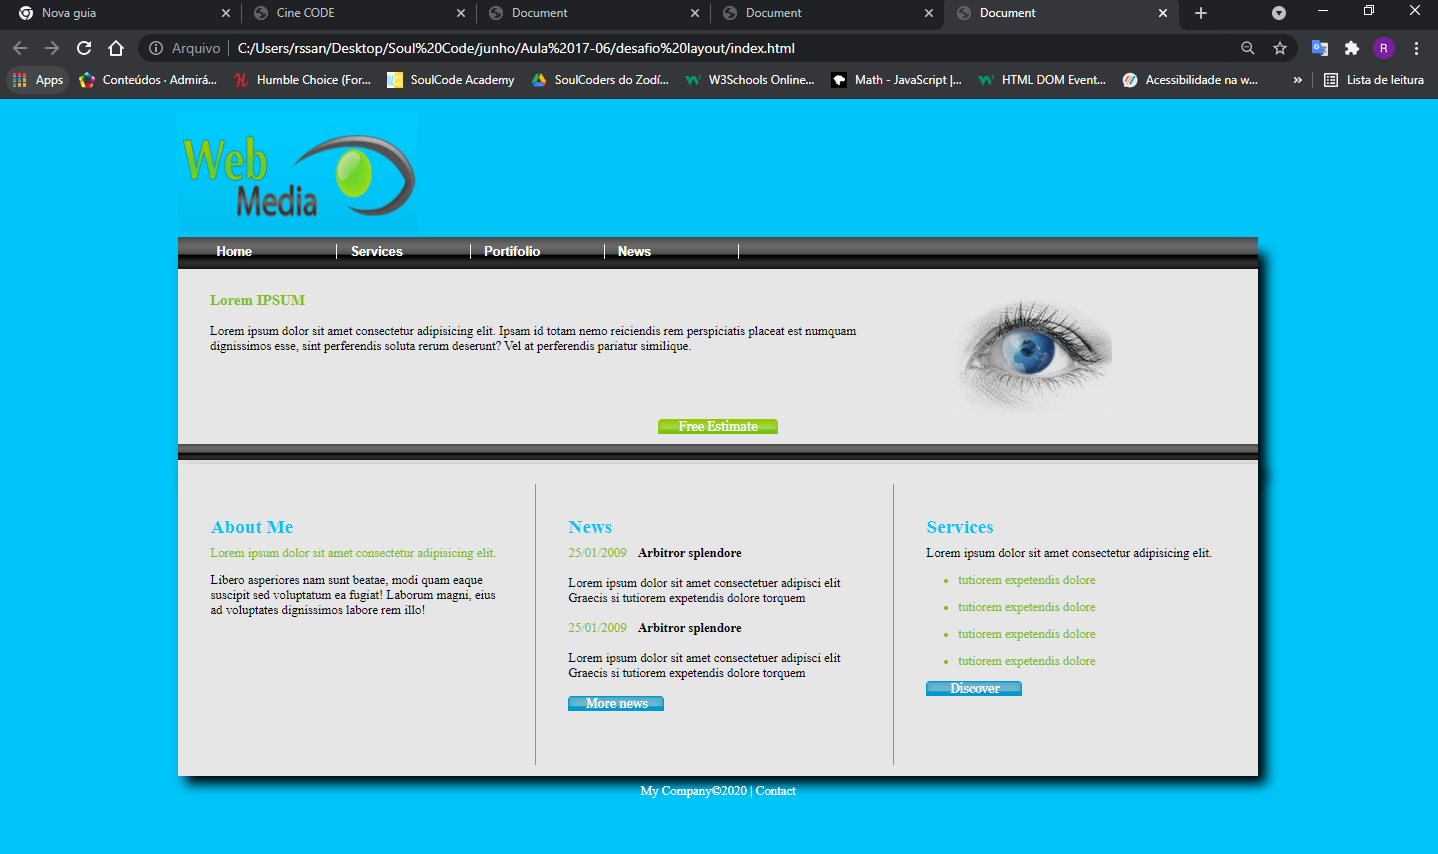 Nova guia
Cine CODE
Document
Document
Document
Arquivo
C:/Users/rssan/Desktop/Soul%20Code/junho/Aula%2017-06/desafio%20layout/index.html
R
Apps
Conteúdos · Admirá...
Humble Choice (For...
SoulCode Academy
SoulCoders do Zodí...
W3Schools Online...
Math - JavaScript |...
HTML DOM Event...
Acessibilidade na w...
»
Lista de leitura
Web
Media
Home
Services
Portifolio
News
Lorem IPSUM
Lorem ipsum dolor sit amet consectetur adipisicing elit. Ipsam id totam nemo reiciendis rem perspiciatis placeat est numquam
dignissimos esse, sint perferendis soluta rerum deserunt? Vel at perferendis pariatur similique.
Free Estimate
About Me
Lorem ipsum dolor sit amet consectetur adipisicing elit.
Libero asperiores nam sunt beatae, modi quam eaque
suscipit sed voluptatum ea fugiat! Laborum magni, eius
ad voluptates dignissimos labore rem illo!
News
25/01/2009 Arbitror splendore
Lorem ipsum dolor sit amet consectetuer adipisci elit
Graecis si tutiorem expetendis dolore torquem
25/01/2009 Arbitror splendore
Lorem ipsum dolor sit amet consectetuer adipisci elit
Graecis si tutiorem expetendis dolore torquem
More news
Services
Lorem ipsum dolor sit amet consectetur adipisicing elit.
• tutiorem expetendis dolore
• tutiorem expetendis dolore
• tutiorem expetendis dolore
• tutiorem expetendis dolore
Discover
My Company©2020 | Contact